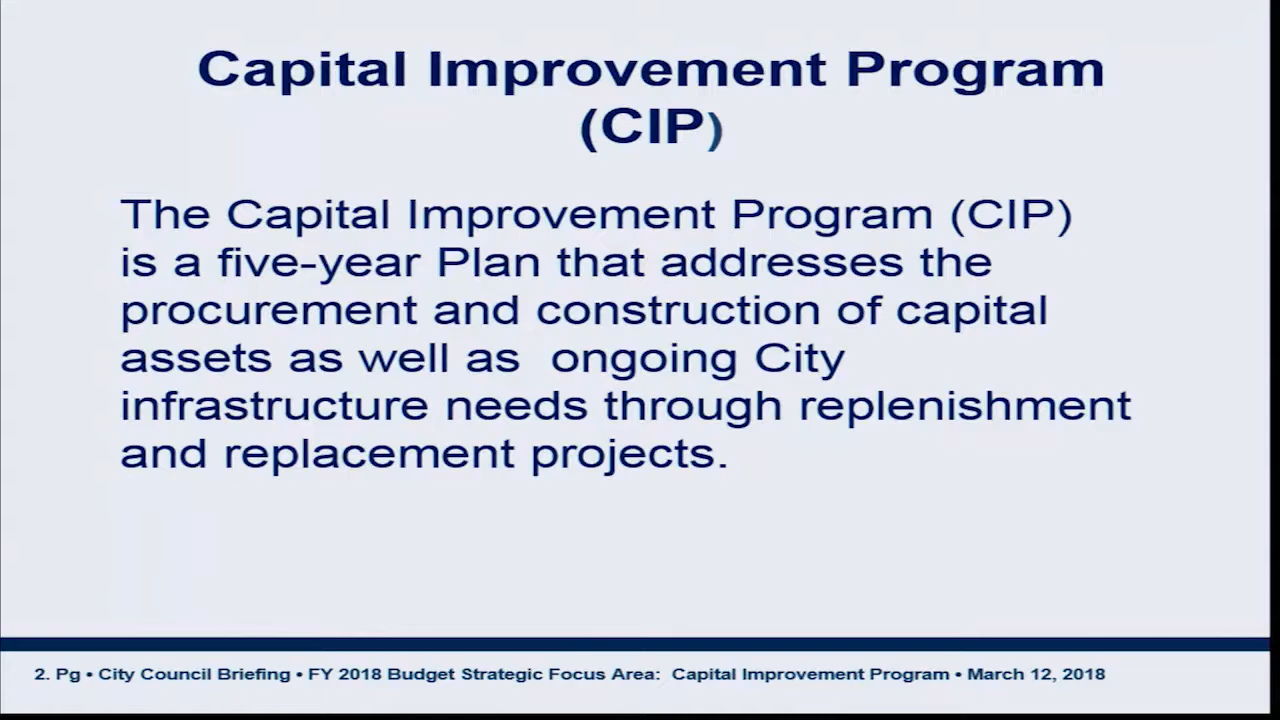 Capital Improvement Program
(CIP)
The Capital Improvement Program (CIP)
is a five-year Plan that addresses the
procurement and construction of capital
assets as well as  ongoing City
infrastructure needs through replenishment
and replacement projects.
2. Pg • City Council Briefing • FY 2018 Budget Strategic Focus Area:  Capital Improvement Program • March 12, 2018